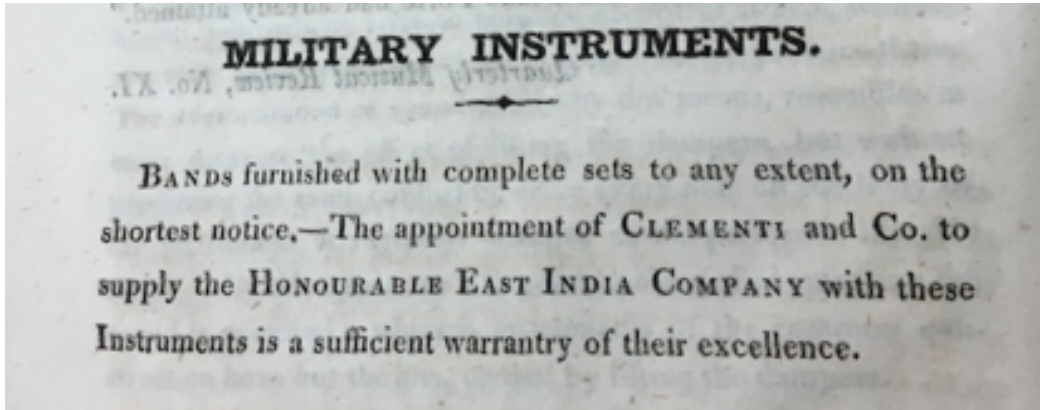 MILITARY INSTRUMENTS.
BANDS furnished with complete sets to any extent, on the
shortest notice.—The appointment of CLEMENTI and Co. to
supply the HONOURABLE EAST INDIA COMPANY with these
Instruments is a sufficient warrantry of their excellence.